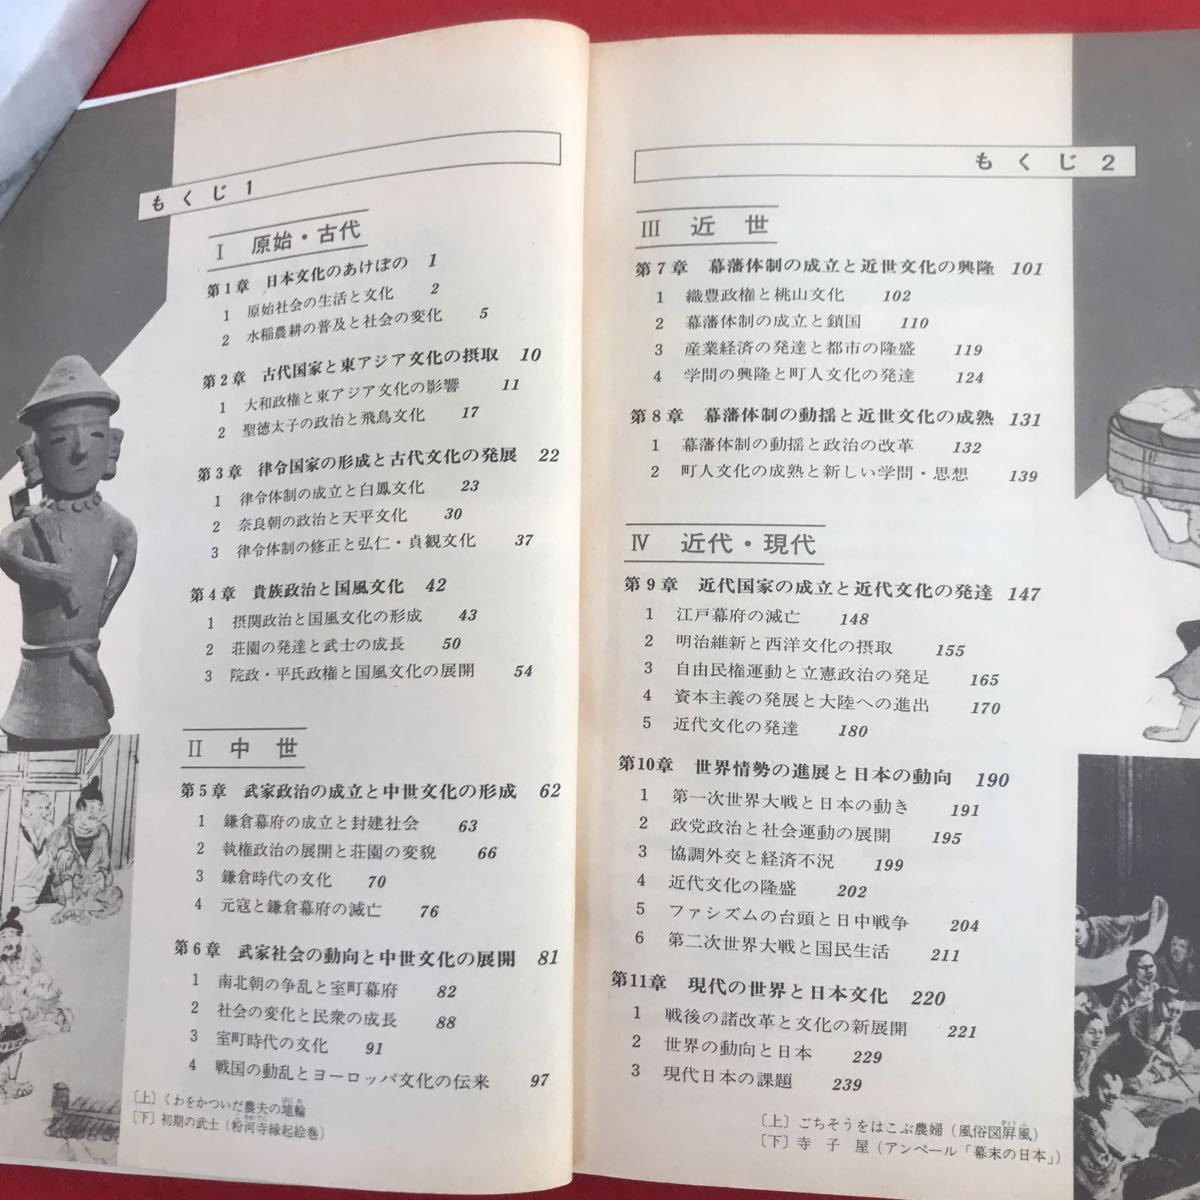 もくじ 1
I 原始・古代
第1章 日本文化のあけぼの 1
1 原始社会の生活と文化 2
2 水稲農耕の普及と社会の変化 5
第2章 古代国家と東アジア文化の摂取 10
1 大和政権と東アジア文化の影響 11
2 聖徳太子の政治と飛鳥文化 17
第3章 律令国家の形成と古代文化の発展 22
1 律令体制の成立と白鳳文化 23
2 奈良朝の政治と天平文化 30
3 律令体制の修正と弘仁・貞観文化 37
第4章 貴族政治と国風文化 42
1 摂関政治と国風文化の形成 43
2 荘園の発達と武士の成長 50
3 院政・平氏政権と国風文化の展開 54
II 中世
第5章 武家政治の成立と中世文化の形成 62
1 鎌倉幕府の成立と封建社会 63
2 執権政治の展開と荘園の変貌 66
3 鎌倉時代の文化 70
4 元寇と鎌倉幕府の滅亡 76
第6章 武家社会の動向と中世文化の展開 81
1 南北朝の争乱と室町幕府 82
2 社会の変化と民衆の成長 88
3 室町時代の文化 91
4 戦国の動乱とヨーロッパ文化の伝来 97
〔上〕くわをかついだ農夫の埴輪
〔下〕初期の武士（粉河寺縁起絵巻）
もくじ 2
III 近世
第7章 幕藩体制の成立と近世文化の興隆 101
1 織豊政権と桃山文化 102
2 幕藩体制の成立と鎖国 110
3 産業経済の発達と都市の隆盛 119
4 学問の興隆と町人文化の発達 124
第8章 幕藩体制の動揺と近世文化の成熟 131
1 幕藩体制の動揺と政治の改革 132
2 町人文化の成熟と新しい学問・思想 139
IV 近代・現代
第9章 近代国家の成立と近代文化の発達 147
1 江戸幕府の滅亡 148
2 明治維新と西洋文化の摂取 155
3 自由民権運動と立憲政治の発足 165
4 資本主義の発展と大陸への進出 170
5 近代文化の発達 180
第10章 世界情勢の進展と日本の動向 190
1 第一次世界大戦と日本の動き 191
2 政党政治と社会運動の展開 195
3 協調外交と経済不況 199
4 近代文化の隆盛 202
5 ファシズムの台頭と日中戦争 204
6 第二次世界大戦と国民生活 211
第11章 現代の世界と日本文化 220
1 戦後の諸改革と文化の新展開 221
2 世界の動向と日本 229
3 現代日本の課題 239
〔上〕ごちそうをはこぶ農婦（風俗図屛風）
〔下〕寺子屋（アンベール「幕末の日本」）